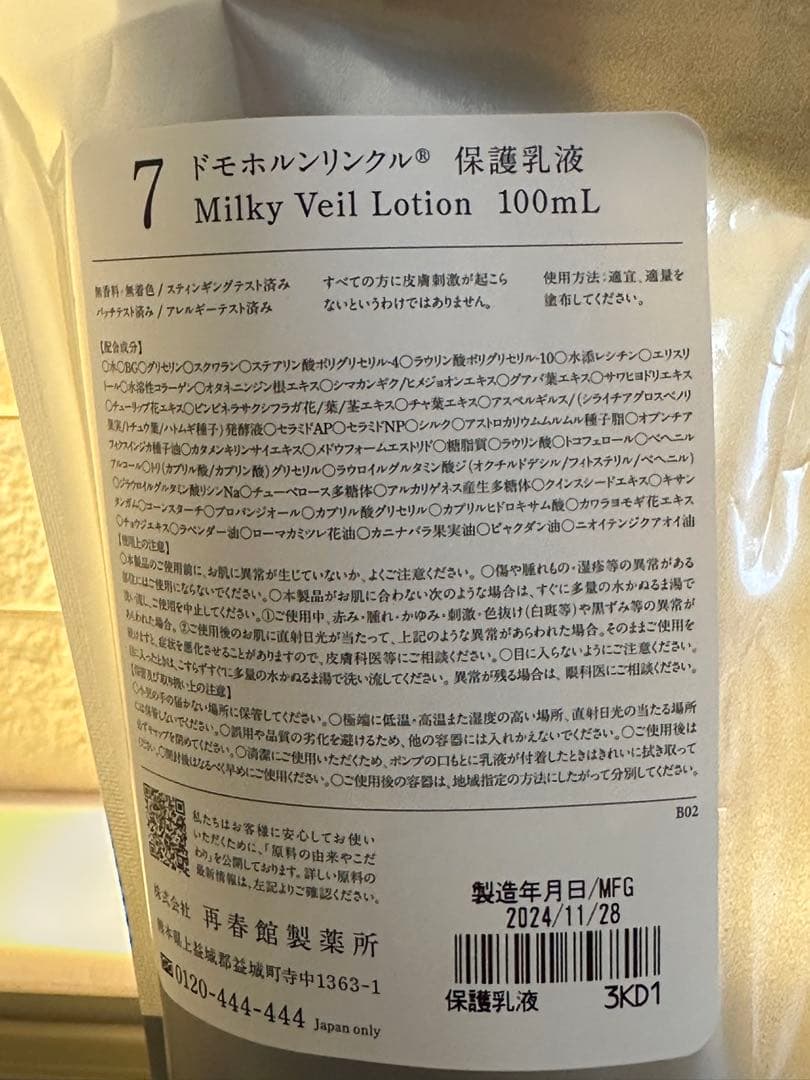 7
ドモホルンリンクル® 保護乳液
Milky Veil Lotion 100mL
無香料・無着色/スティンギングテスト済み
パッチテスト済み/アレルギーテスト済み
すべての方に皮膚刺激が起こら
ないというわけではありません。
使用方法:適宜、適量を
塗布してください。
【配合成分】
○水○BG○グリセリン○スクワラン○ステアリン酸ポリグリセリル-4○ラウリン酸ポリグリセリル-10○水添レシチン○エリスリ
トール○水溶性コラーゲン○オタネニンジン根エキス○シマカンギク/ヒメジョオンエキス○グアバ葉エキス○サワヒヨドリエキス
○チューリップ花エキス○ピンピネラサクシフラガ花/葉/茎エキス○チャ葉エキス○アスペルギルス/(シライチアグロスベノリ
果実/トチュウ葉/ハトムギ種子)発酵液○セラミドAP○セラミドNP○シルク○アストロカリウムムルムル種子脂○オプンチア
フィクスインジカ種子油○カタメンキリンサイエキス○メドウフォームエストリド○糖脂質○ラウリン酸○トコフェロール○ベヘニル
アルコール○トリ(カプリル酸/カプリン酸)グリセリル○ラウロイルグルタミン酸ジ(オクチルドデシル/フィトステリル/ベヘニル)
○ジラウロイルグルタミン酸リシンNa○チューベロース多糖体○アルカリゲネス産生多糖体○クインスシードエキス○キサン
タンガム○コーンスターチ○プロパンジオール○カプリル酸グリセリル○カプリルヒドロキサム酸○カワラヨモギ花エキス
○チョウジエキス○ラベンダー油○ローマカミツレ花油○カニナバラ果実油○ビャクダン油○ニオイテンジクアオイ油
【使用上の注意】
○本製品のご使用前に、お肌に異常が生じていないか、よくご注意ください。○傷や腫れもの・湿疹等の異常がある
部位にはご使用にならないでください。○本製品がお肌に合わない次のような場合は、すぐに多量の水かぬるま湯で
洗い流し、ご使用を中止してください。①ご使用中、赤み・腫れ・かゆみ・刺激・色抜け(白斑等)や黒ずみ等の異常が
あらわれた場合。②ご使用後のお肌に直射日光が当たって、上記のような異常があらわれた場合。そのままご使用を
続けますと、症状を悪化させることがありますので、皮膚科医等にご相談ください。○目に入らないようにご注意ください。
目に入ったときは、こすらずすぐに多量の水かぬるま湯で洗い流してください。異常が残る場合は、眼科医にご相談ください。
【保管及び取り扱い上の注意】
○小児の手の届かない場所に保管してください。○極端に低温・高温また湿度の高い場所、直射日光の当たる場所
には保管しないでください。○誤用や品質の劣化を避けるため、他の容器には入れかえないでください。○ご使用後は
必ずキャップを閉めてください。○清潔にご使用いただくため、ポンプの口もとに乳液が付着したときはきれいに拭き取って
ください。○開封後はなるべく早めにご使用ください。○ご使用後の容器は、地域指定の方法にしたがって分別してください。
B02
私たちはお客様に安心してお使い
いただくために、「原料の由来やこだ
わり」を公開しております。詳しい原料の
最新情報は、左記よりご確認ください。
株式会社 再春館製薬所
熊本県上益城郡益城町寺中1363-1
0120-444-444 Japan only
製造年月日/MFG
2024/11/28
保護乳液 3KD1